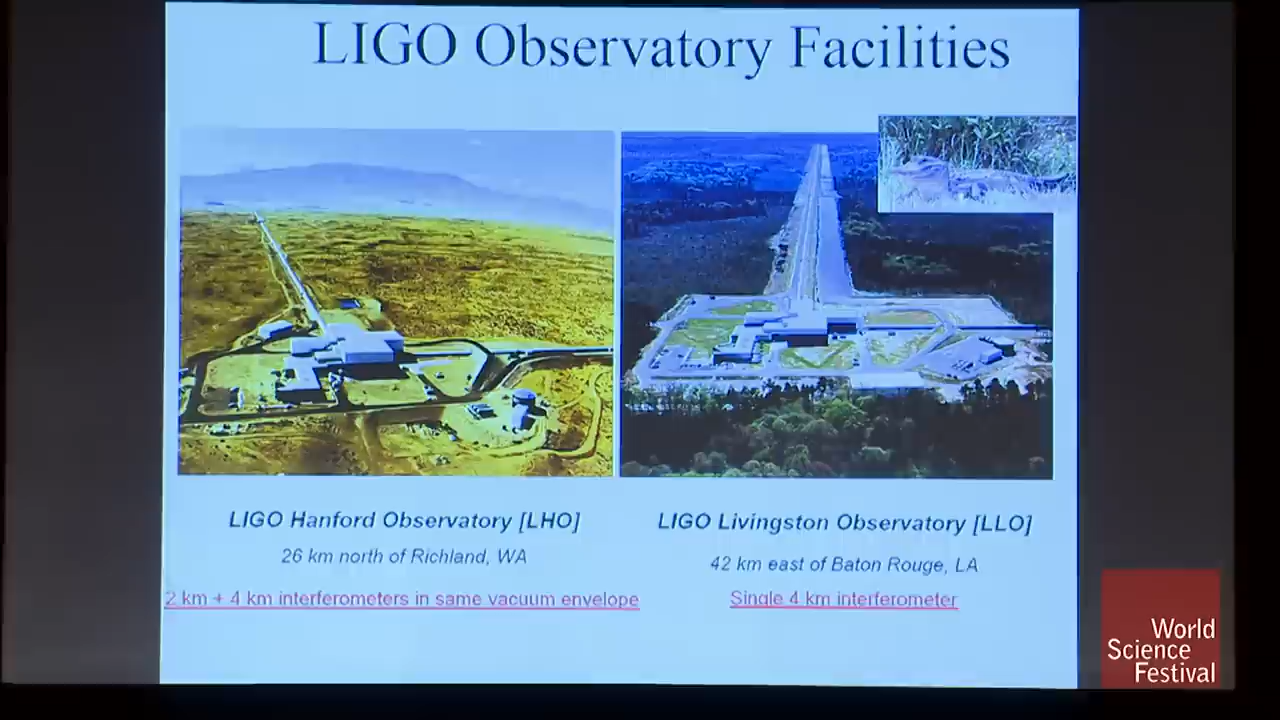 LIGO Observatory Facilities
LIGO Hanford Observatory [LHO]
26 km north of Richland, WA
2 km + 4 km interferometers in same vacuum envelope
LIGO Livingston Observatory [LLO]
42 km east of Baton Rouge, LA
Single 4 km interferometer
World
Science
Festival